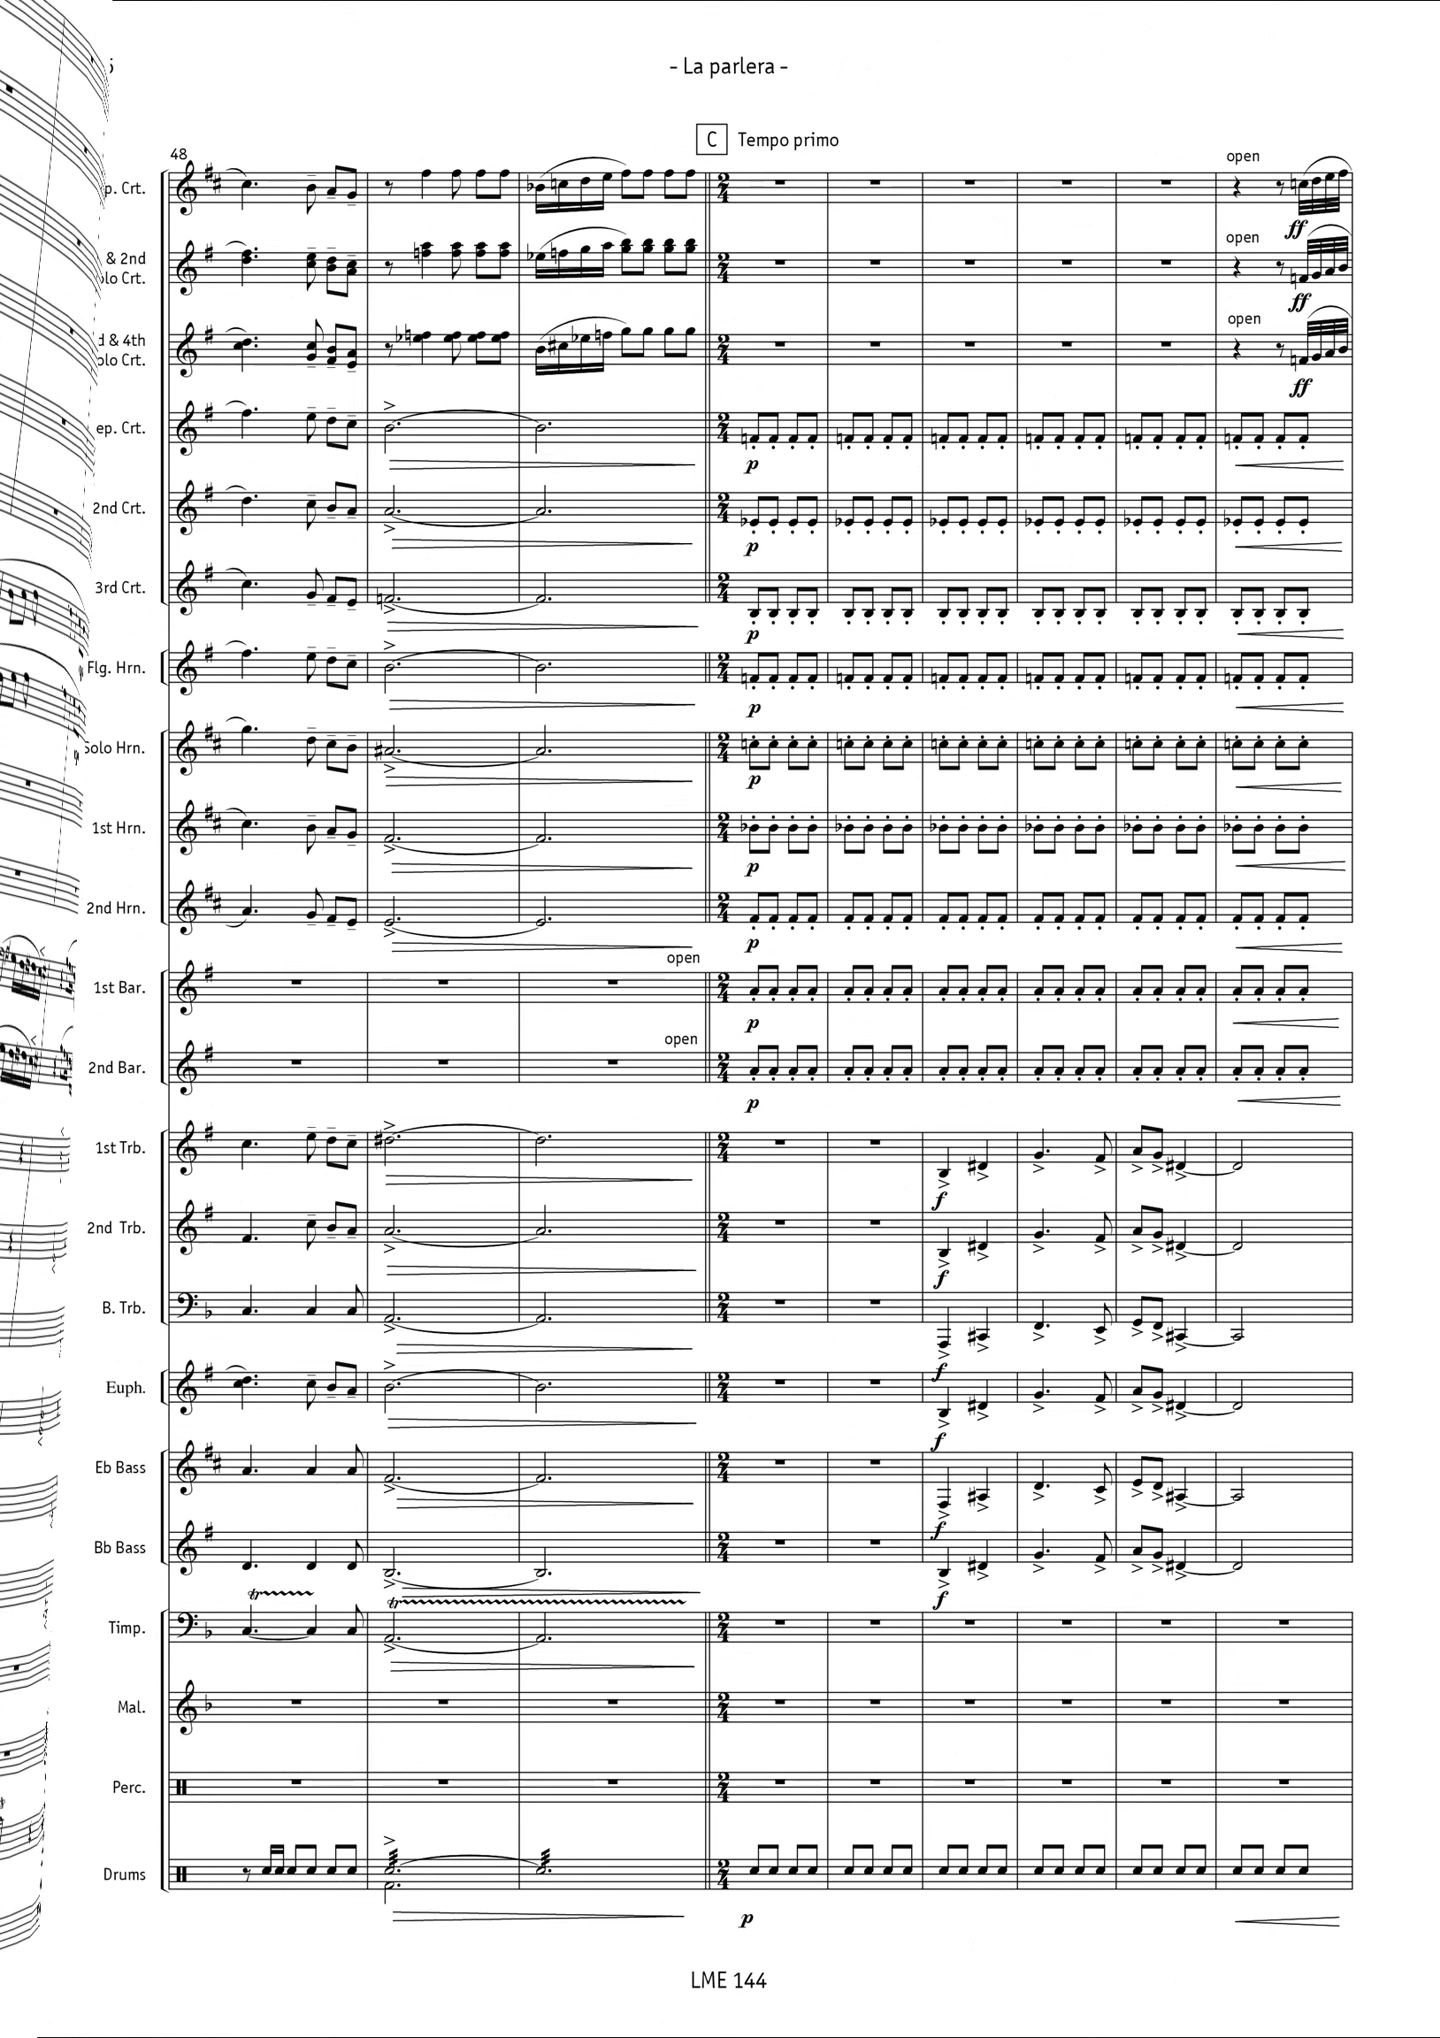 - La parlera -
C Tempo primo
48
open
p. Crt.
ff
open
& 2nd
olo Crt.
ff
open
d & 4th
olo Crt.
ff
ep. Crt.
p
2nd Crt.
p
3rd Crt.
p
Flg. Hrn.
p
Solo Hrn.
p
1st Hrn.
p
2nd Hrn.
p
open
1st Bar.
p
open
2nd Bar.
p
1st Trb.
f
2nd Trb.
f
B. Trb.
f
Euph.
f
Eb Bass
f
Bb Bass
f
tr
tr
Timp.
Mal.
Perc.
Drums
p
LME 144